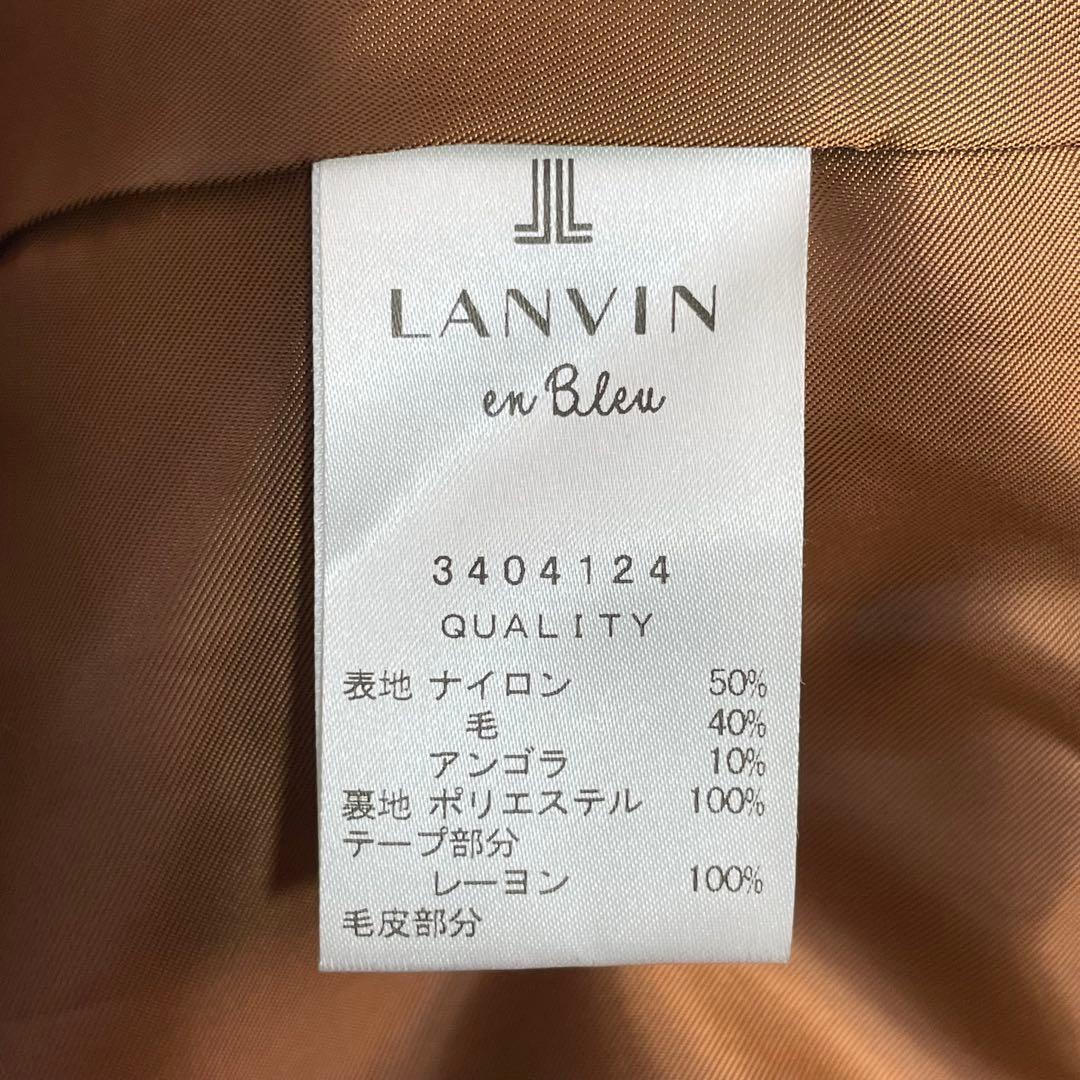 LANVIN
en Bleu
3404124
QUALITY
表地 ナイロン 50%
毛 40%
アンゴラ 10%
裏地 ポリエステル 100%
テープ部分
レーヨン 100%
毛皮部分